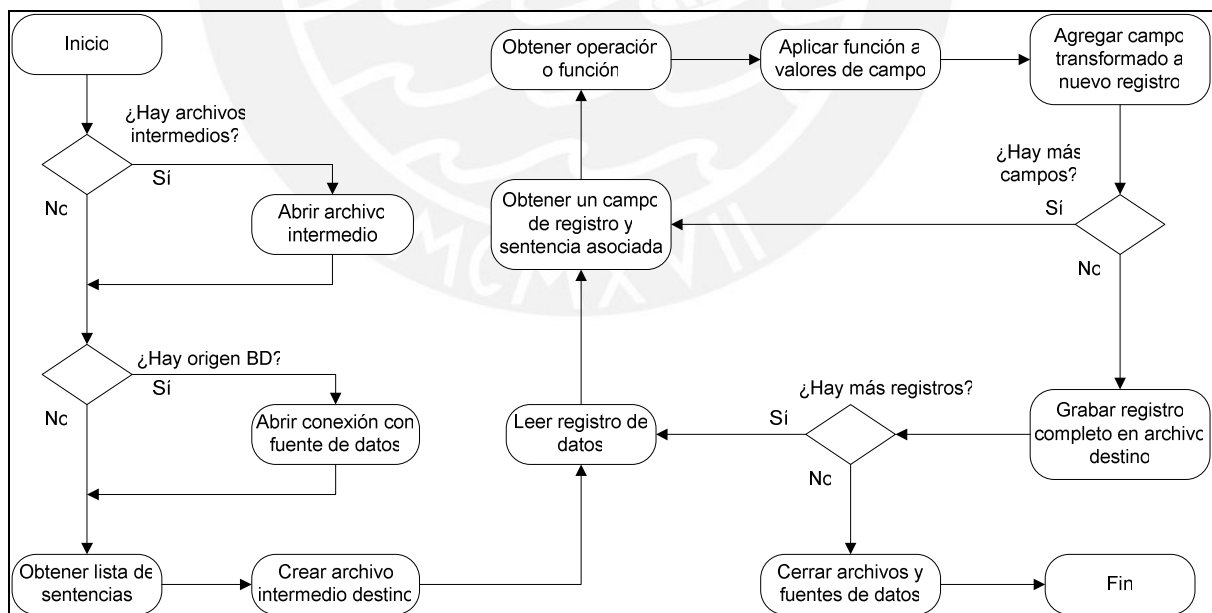 Inicio
¿Hay archivos
intermedios?
Sí
No
Abrir archivo
intermedio
¿Hay origen BD?
Sí
No
Abrir conexión con
fuente de datos
Obtener lista de
sentencias
Crear archivo
intermedio destino
Leer registro de
datos
Obtener un campo
de registro y
sentencia asociada
Obtener operación
o función
Aplicar función a
valores de campo
Agregar campo
transformado a
nuevo registro
¿Hay más
campos?
Sí
No
Grabar registro
completo en archivo
destino
¿Hay más registros?
Sí
No
Cerrar archivos y
fuentes de datos
Fin
MCMXVII